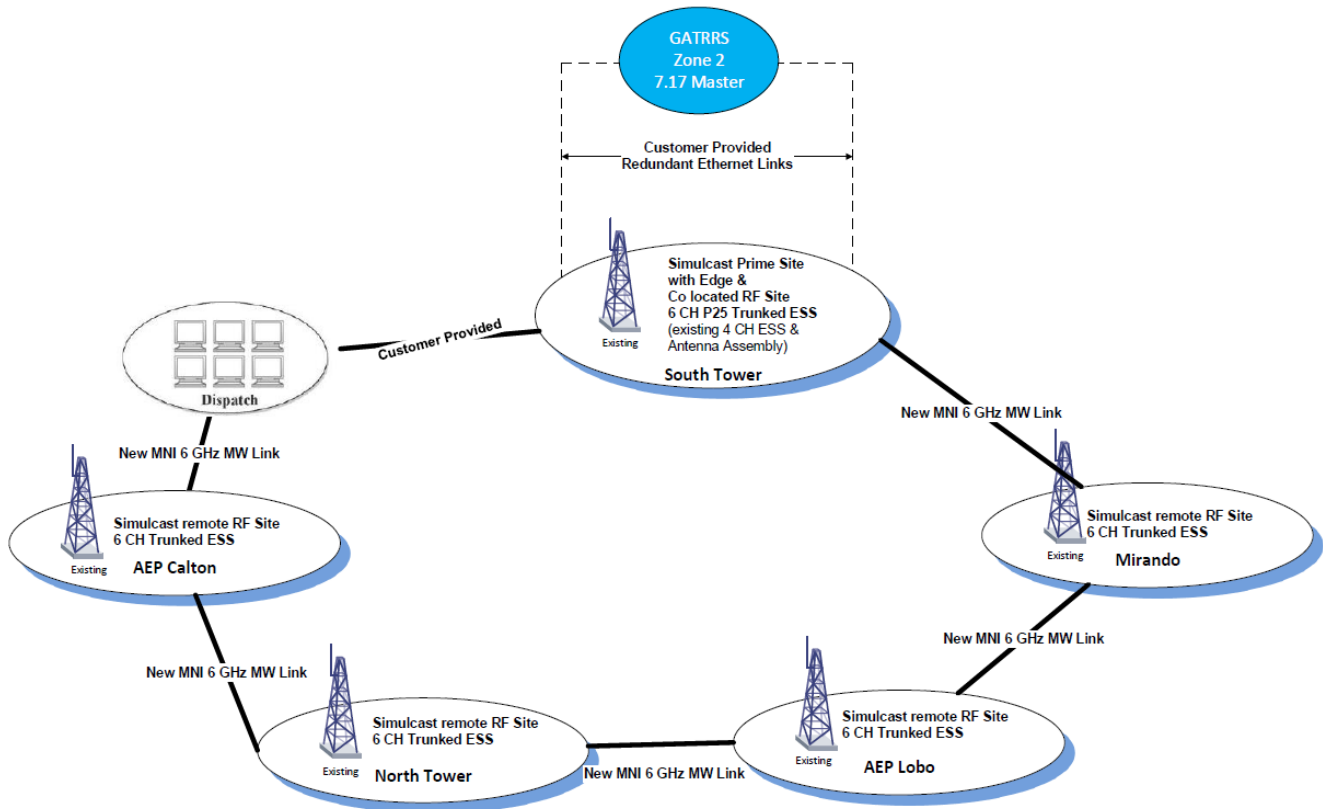 GATRRS
Zone 2
7.17 Master
Customer Provided
Redundant Ethernet Links
Simulcast Prime Site
with Edge &
Co located RF Site
6 CH P25 Trunked ESS
(existing 4 CH ESS &
Antenna Assembly)
Existing
South Tower
Customer Provided
Dispatch
New MNI 6 GHz MW Link
New MNI 6 GHz MW Link
Simulcast remote RF Site
6 CH Trunked ESS
Existing
AEP Calton
Simulcast remote RF Site
6 CH Trunked ESS
Existing
Mirando
New MNI 6 GHz MW Link
New MNI 6 GHz MW Link
Simulcast remote RF Site
6 CH Trunked ESS
Existing
North Tower
New MNI 6 GHz MW Link
Simulcast remote RF Site
6 CH Trunked ESS
Existing
AEP Lobo